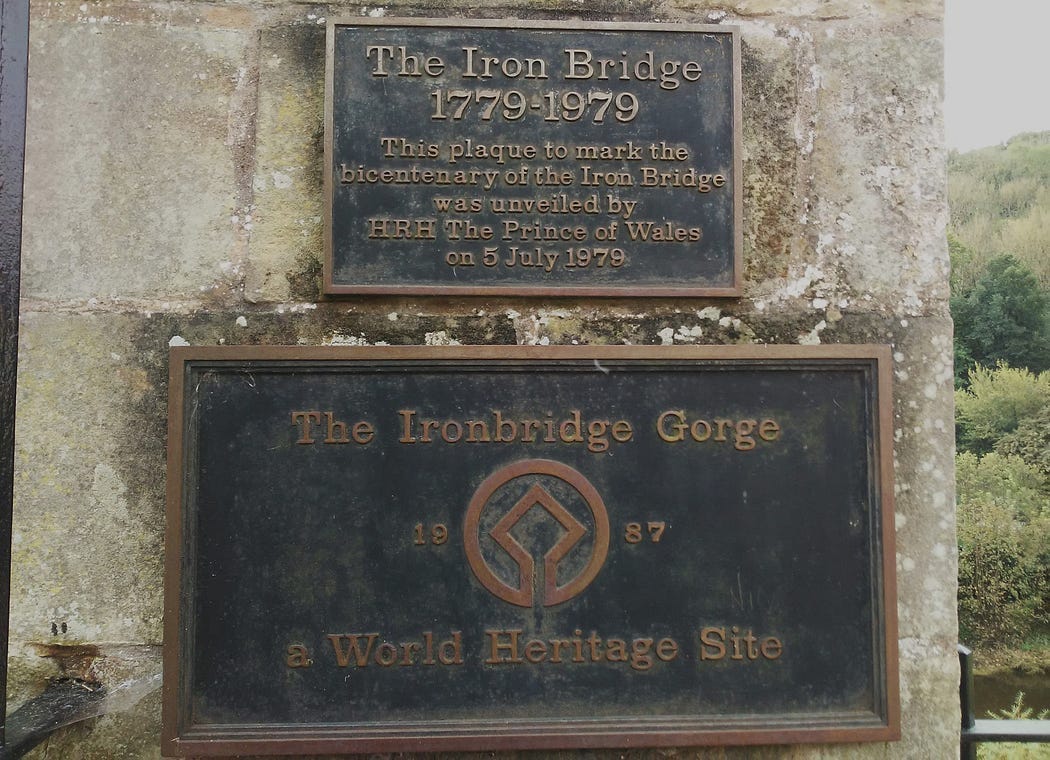 The Iron Bridge
1779-1979
This plaque to mark the
bicentenary of the Iron Bridge
was unveiled by
HRH The Prince of Wales
on 5 July 1979
The Ironbridge Gorge
19 87
a World Heritage Site